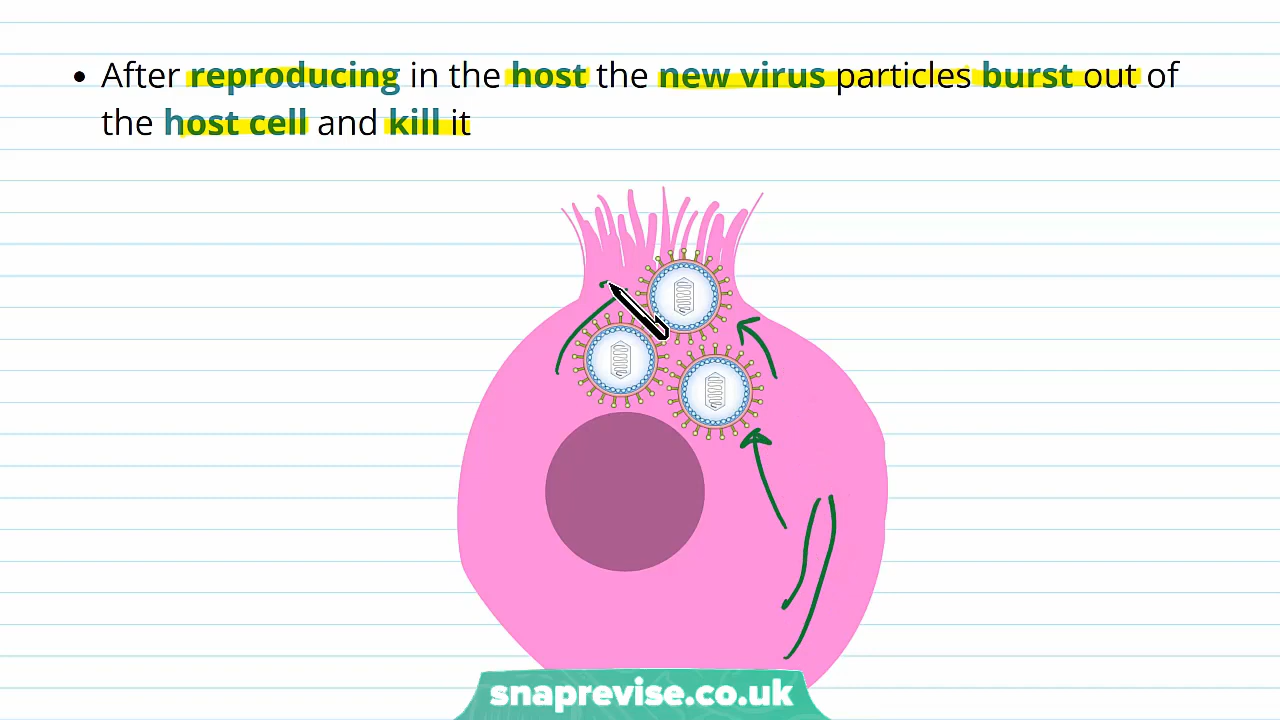 • After reproducing in the host the new virus particles burst out of
the host cell and kill it
snaprevise.co.uk